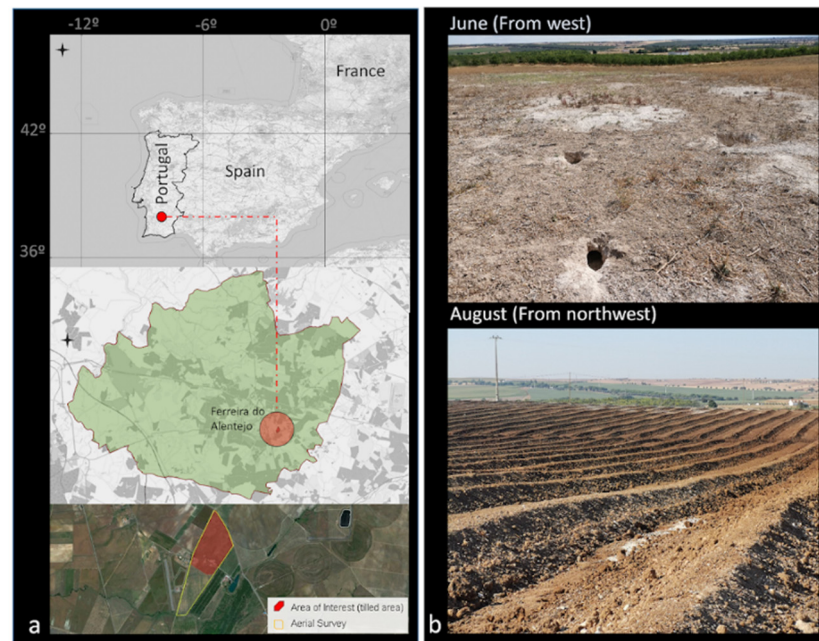 -12º -6º 0º
France
42º
Portugal
Spain
36º
Ferreira do
Alentejo
Area of Interest (tilled area)
Aerial Survey
a
June (From west)
August (From northwest)
b